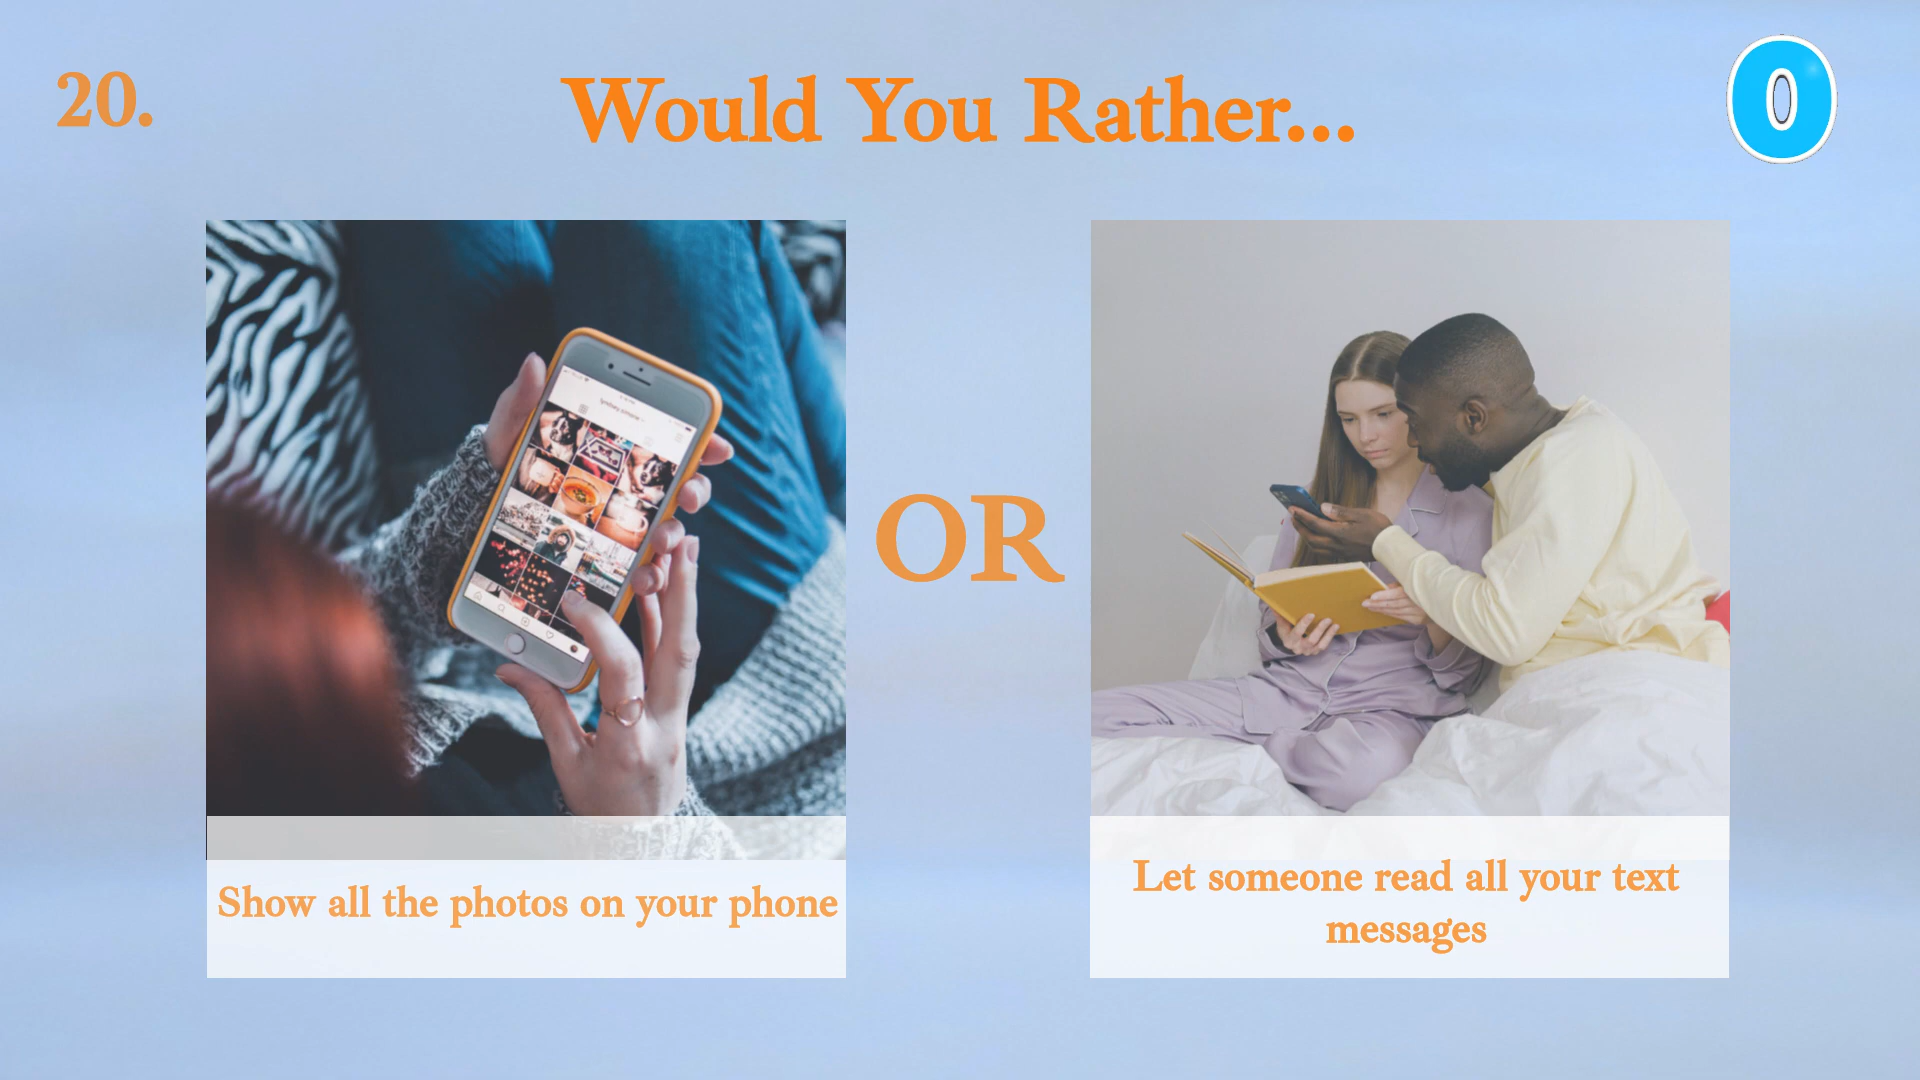 20.
Would You Rather...
0
OR
Show all the photos on your phone
Let someone read all your text
messages